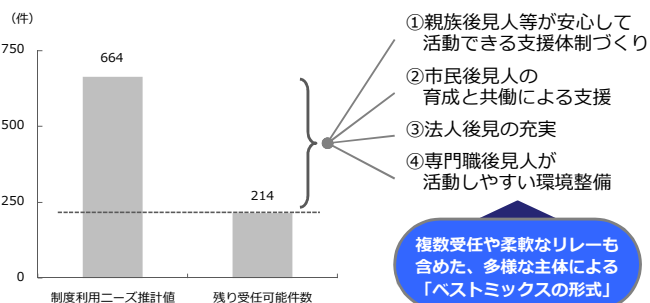 （件）
750
664
500
250
214
0
制度利用ニーズ推計値
残り受任可能件数
①親族後見人等が安心して
活動できる支援体制づくり
②市民後見人の
育成と共働による支援
③法人後見の充実
④専門職後見人が
活動しやすい環境整備
複数受任や柔軟なリレーも
含めた、多様な主体による
「ベストミックスの形式」